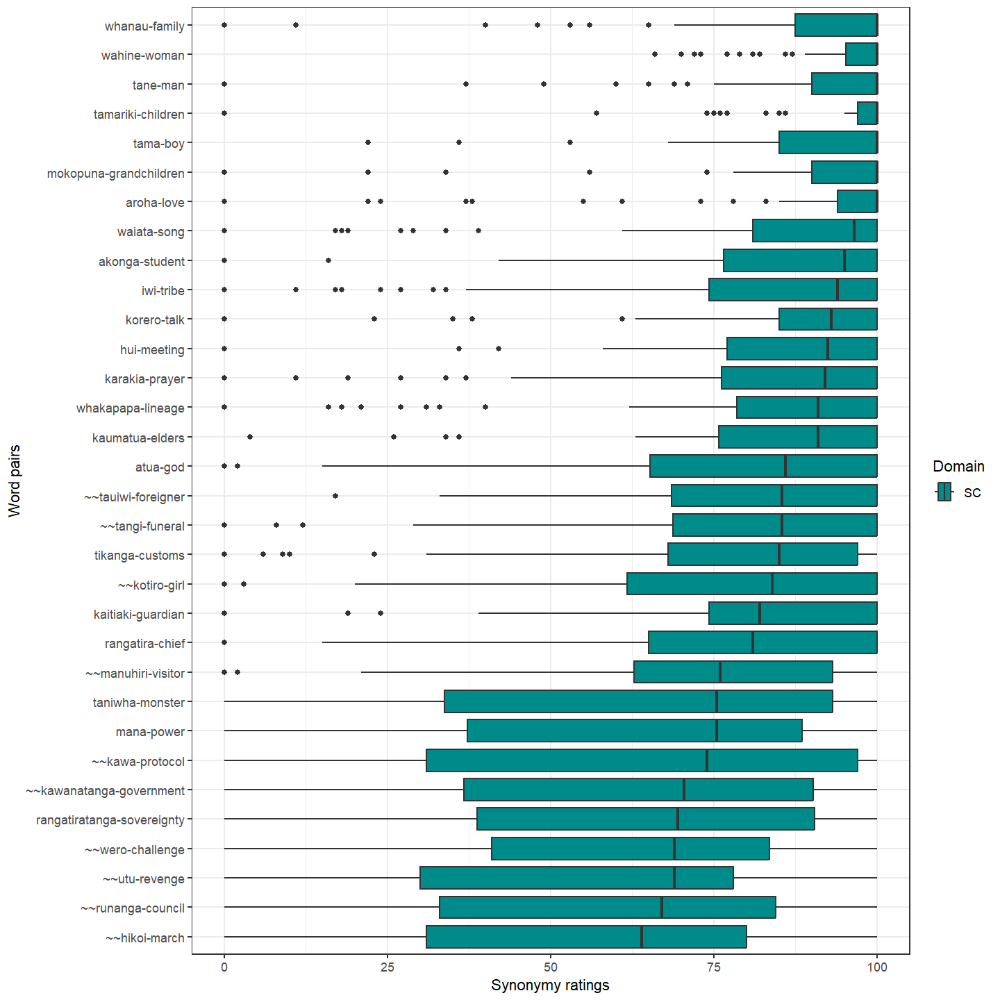 whanau-family
wahine-woman
tane-man
tamariki-children
tama-boy
mokopuna-grandchildren
aroha-love
waiata-song
akonga-student
iwi-tribe
korero-talk
hui-meeting
karakia-prayer
whakapapa-lineage
kaumatua-elders
atua-god
~~tauiwi-foreigner
~~tangi-funeral
tikanga-customs
~~kotiro-girl
kaitiaki-guardian
rangatira-chief
~~manuhiri-visitor
taniwha-monster
mana-power
~~kawa-protocol
~~kawanatanga-government
rangatiratanga-sovereignty
~~wero-challenge
~~utu-revenge
~~runanga-council
~~hikoi-march
Word pairs
0 25 50 75 100
Synonymy ratings
Domain
SC